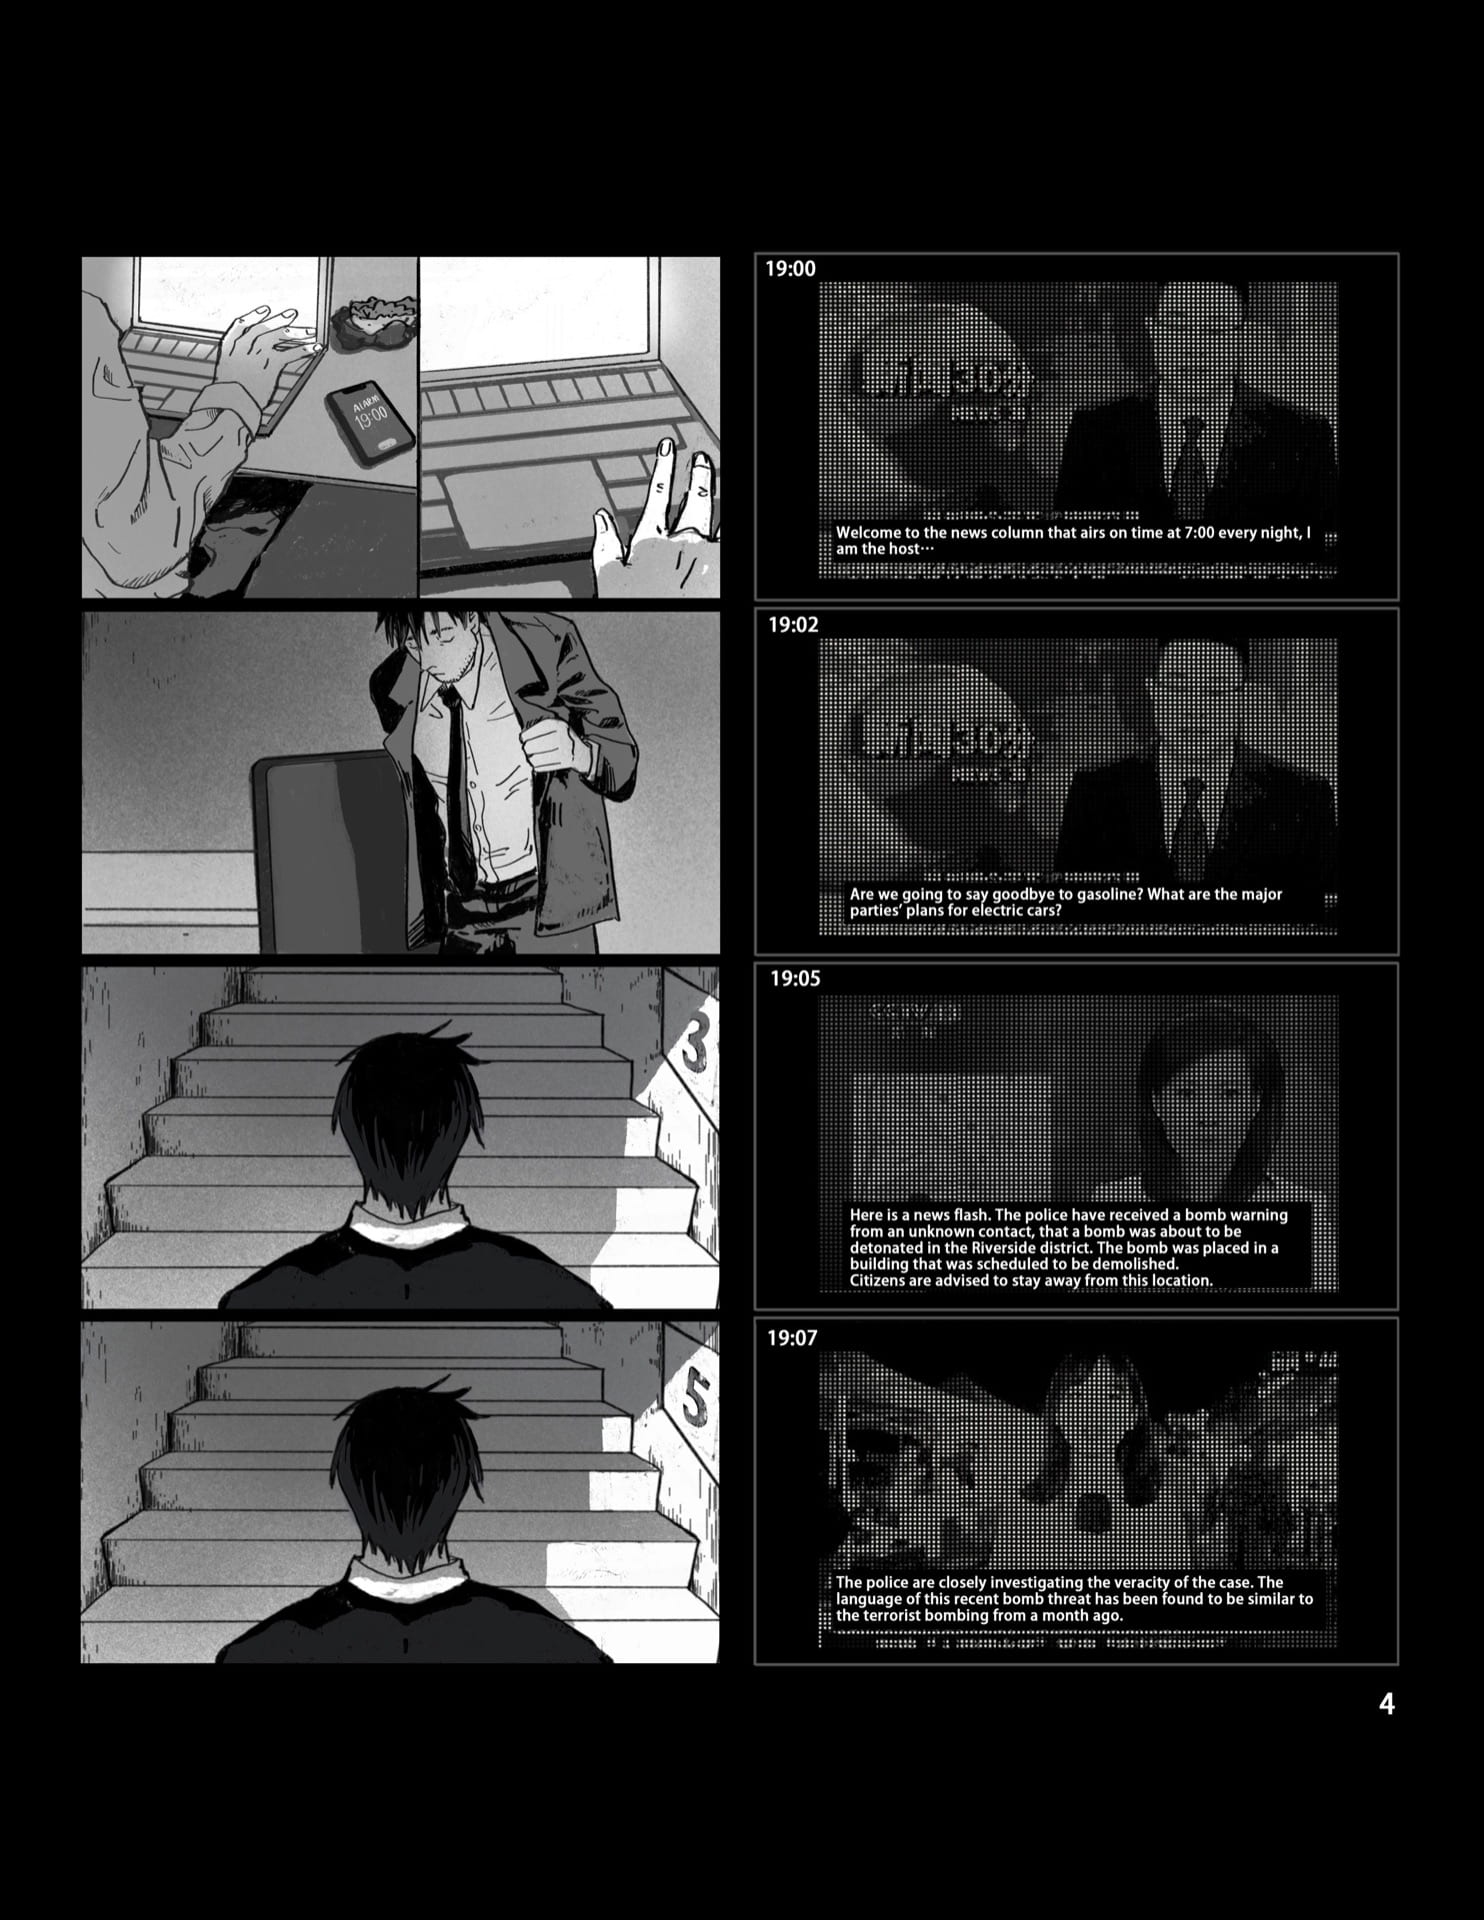 ALARM
19:00
19:00
Welcome to the news column that airs on time at 7:00 every night, I
am the host⋯
19:02
Are we going to say goodbye to gasoline? What are the major
parties' plans for electric cars?
3
19:05
Here is a news flash. The police have received a bomb warning
from an unknown contact, that a bomb was about to be
detonated in the Riverside district. The bomb was placed in a
building that was scheduled to be demolished.
Citizens are advised to stay away from this location.
5
19:07
The police are closely investigating the veracity of the case. The
language of this recent bomb threat has been found to be similar to
the terrorist bombing from a month ago.
4